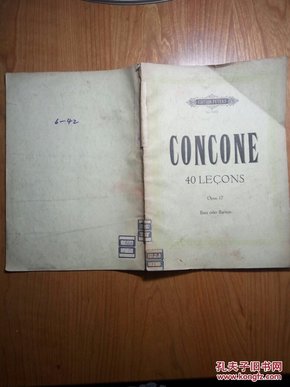 6-42
EDITION PETERS
CONCONE
40 LEÇONS
Opus 17
Bass oder Bariton
孔夫子旧书网